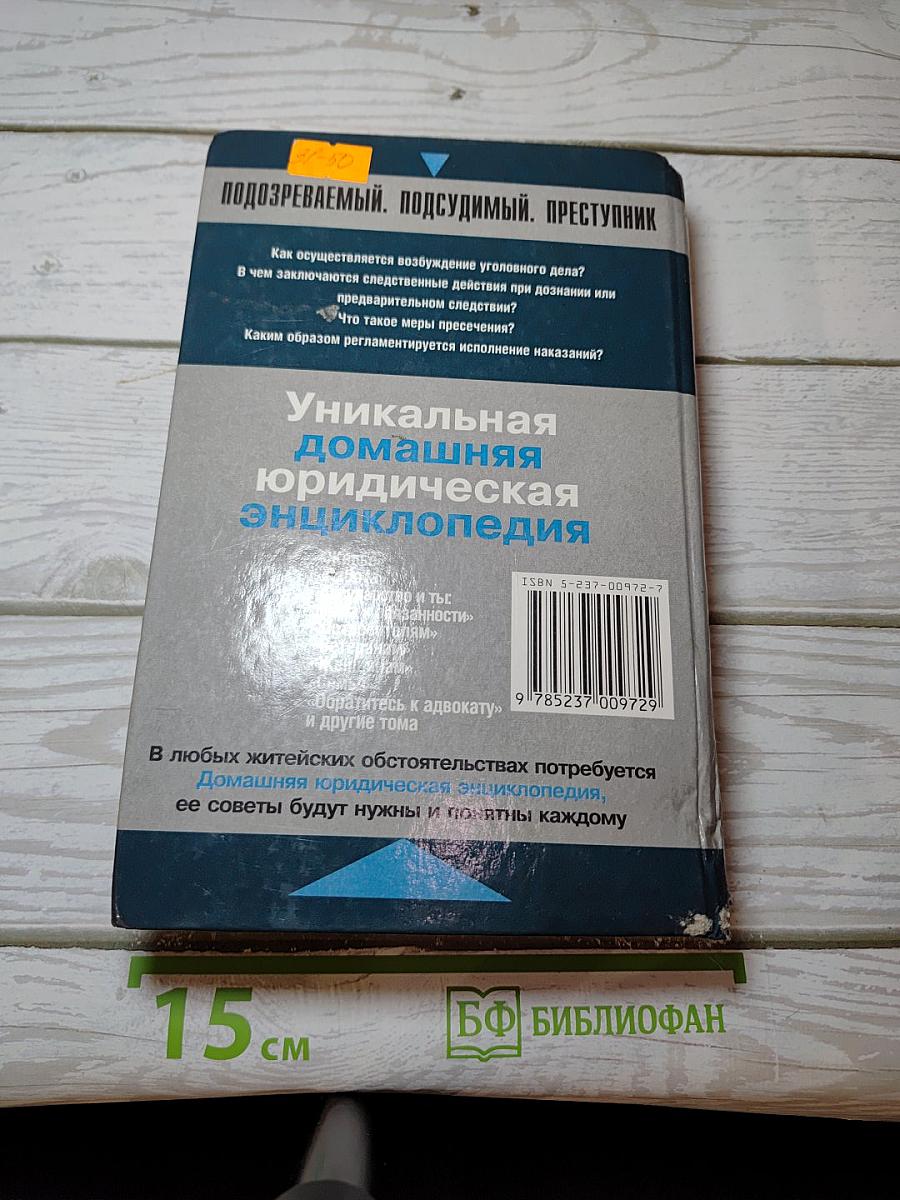 31-50
ПОДОЗРЕВАЕМЫЙ. ПОДСУДИМЫЙ. ПРЕСТУПНИК
Как осуществляется возбуждение уголовного дела?
В чем заключаются следственные действия при дознании или
предварительном следствии?
Что такое меры пресечения?
Каким образом регламентируется исполнение наказаний?
Уникальная
домашняя
юридическая
энциклопедия
и ты:
«Обратитесь к адвокату»
и другие тома
ISBN 5-237-00972-7
9 785237 009729
В любых житейских обстоятельствах потребуется
Домашняя юридическая энциклопедия,
ее советы будут нужны и понятны каждому
15 см
БФ БИБЛИОФАН